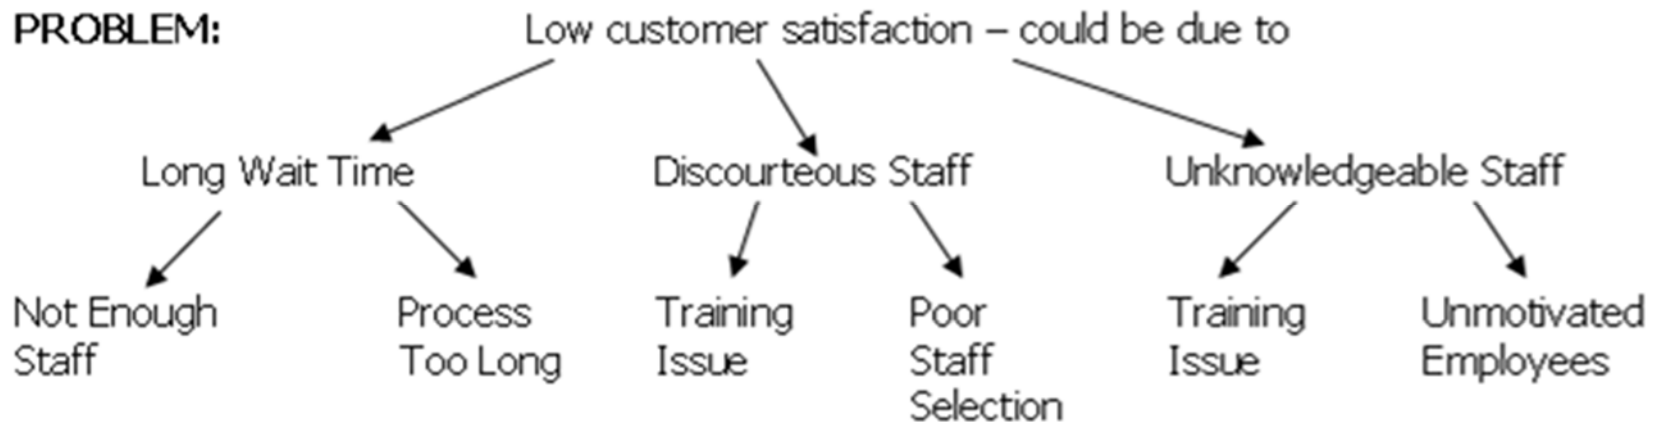 PROBLEM: Low customer satisfaction – could be due to
Long Wait Time Discourteous Staff Unknowledgeable Staff
Not Enough Staff
Process Too Long
Training Issue
Poor Staff Selection
Training Issue
Unmotivated Employees